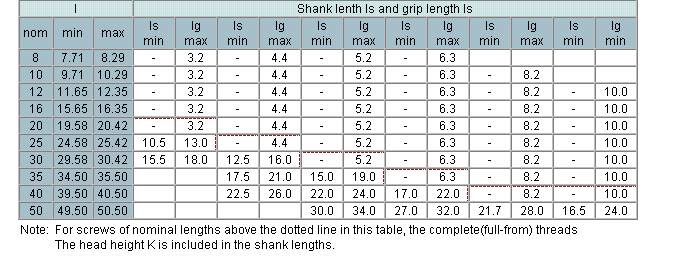 l Shank lenth ls and grip length ls
nom min max ls min lg max ls min lg max ls min lg max ls min lg max ls min lg max ls min lg min
8 7.71 8.29 - 3.2 - 4.4 - 5.2 - 6.3
10 9.71 10.29 - 3.2 - 4.4 - 5.2 - 6.3 - 8.2
12 11.65 12.35 - 3.2 - 4.4 - 5.2 - 6.3 - 8.2 - 10.0
16 15.65 16.35 - 3.2 - 4.4 - 5.2 - 6.3 - 8.2 10.0
20 19.58 20.42 - 3.2 - 4.4 - 5.2 - 6.3 - 8.2 - 10.0
25 24.58 25.42 10.5 13.0 - 4.4 - 5.2 - 6.3 - 8.2 - 10.0
30 29.58 30.42 15.5 18.0 12.5 16.0 - 5.2 - 6.3 - 8.2 - 10.0
35 34.50 35.50 17.5 21.0 15.0 19.0 - 6.3 - 8.2 - 10.0
40 39.50 40.50 22.5 26.0 22.0 24.0 17.0 22.0 - 8.2 - 10.0
50 49.50 50.50 30.0 34.0 27.0 32.0 21.7 28.0 16.5 24.0
Note: For screws of nominal lengths above the dotted line in this table, the complete(full-from) threads
The head height K is included in the shank lengths.